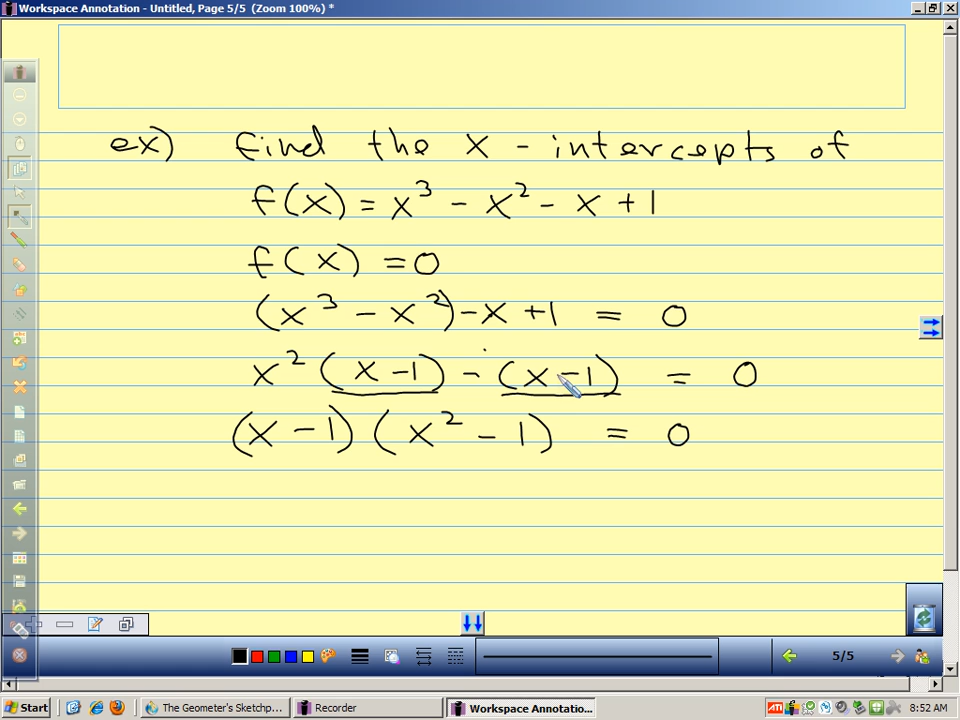 Workspace Annotation - Untitled, Page 5/5 (Zoom 100%) *
ex) find the x - intercepts of
f(x) = x³ - x² - x + 1
f(x) = 0
(x³ - x²) - x + 1 = 0
x² (x - 1) - (x - 1) = 0
(x - 1) (x² - 1) = 0
5/5
Start
The Geometer's Sketchp...
Recorder
Workspace Annotatio...
ATI
8:52 AM